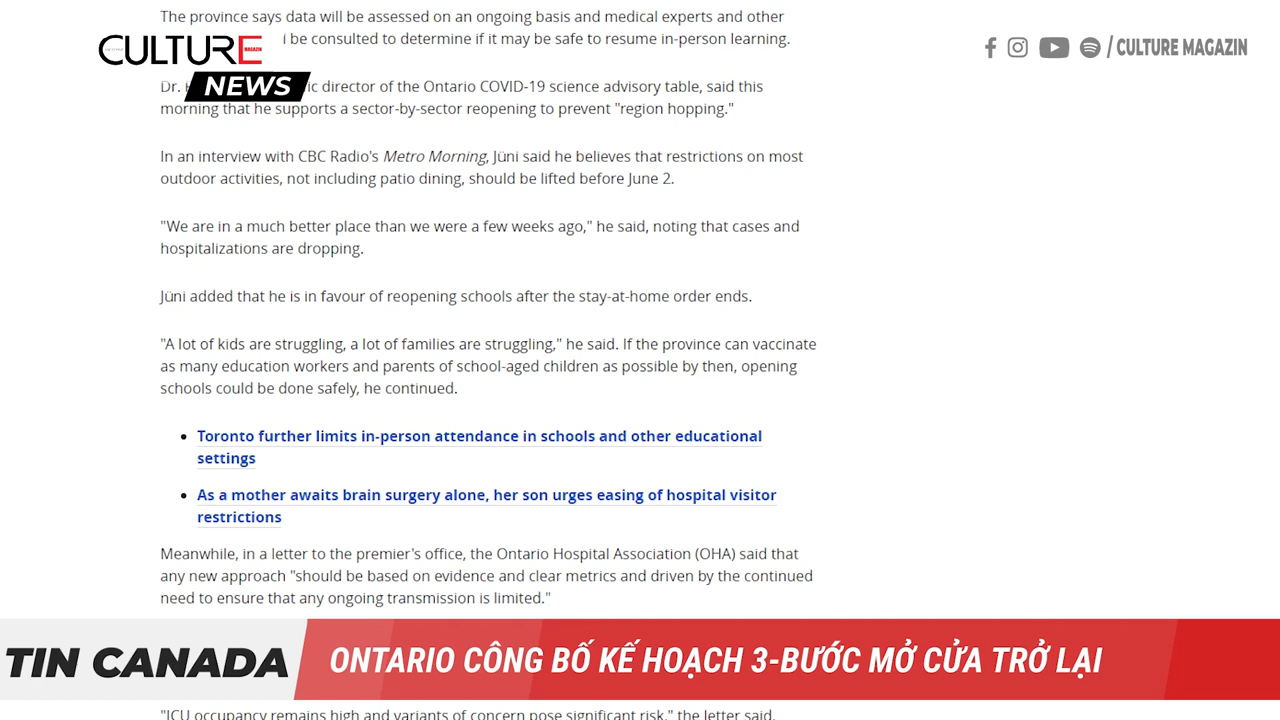 The province says data will be assessed on an ongoing basis and medical experts and other
be consulted to determine if it may be safe to resume in-person learning.
CULTURE
MAGAZIN
NEWS
/ CULTURE MAGAZIN
Dr. director of the Ontario COVID-19 science advisory table, said this
morning that he supports a sector-by-sector reopening to prevent "region hopping."
In an interview with CBC Radio's Metro Morning, Jüni said he believes that restrictions on most
outdoor activities, not including patio dining, should be lifted before June 2.
"We are in a much better place than we were a few weeks ago," he said, noting that cases and
hospitalizations are dropping.
Jüni added that he is in favour of reopening schools after the stay-at-home order ends.
"A lot of kids are struggling, a lot of families are struggling," he said. If the province can vaccinate
as many education workers and parents of school-aged children as possible by then, opening
schools could be done safely, he continued.
• Toronto further limits in-person attendance in schools and other educational
settings
• As a mother awaits brain surgery alone, her son urges easing of hospital visitor
restrictions
Meanwhile, in a letter to the premier's office, the Ontario Hospital Association (OHA) said that
any new approach "should be based on evidence and clear metrics and driven by the continued
need to ensure that any ongoing transmission is limited."
TIN CANADA
ONTARIO CÔNG BỐ KẾ HOẠCH 3-BƯỚC MỞ CỬA TRỞ LẠI
"ICU occupancy remains high and variants of concern pose significant risk," the letter said.